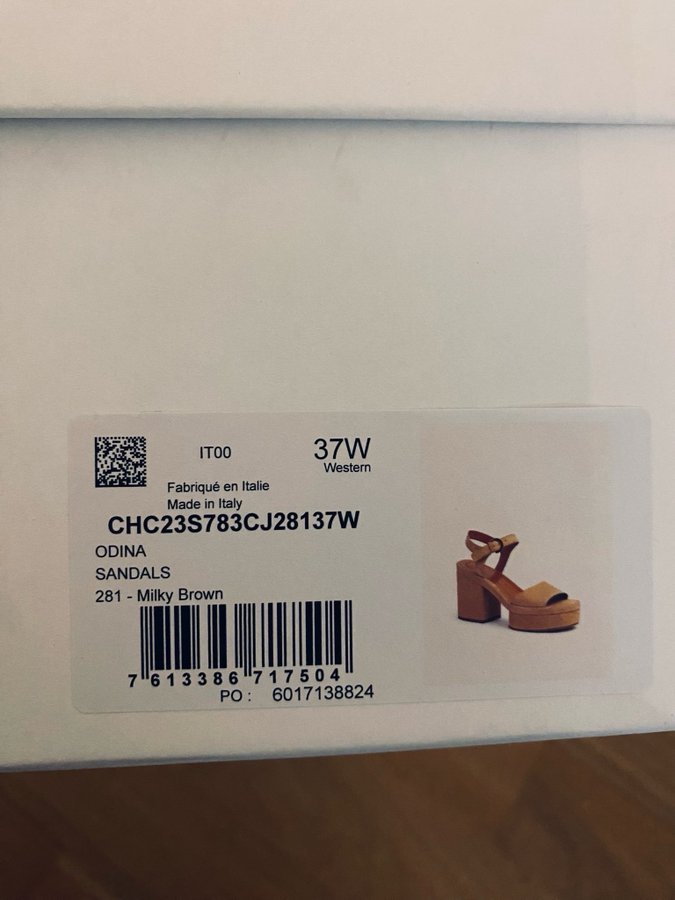 IT00
37W
Western
Fabriqué en Italie
Made in Italy
CHC23S783CJ28137W
ODINA
SANDALS
281 - Milky Brown
7 613386 717504
PO : 6017138824